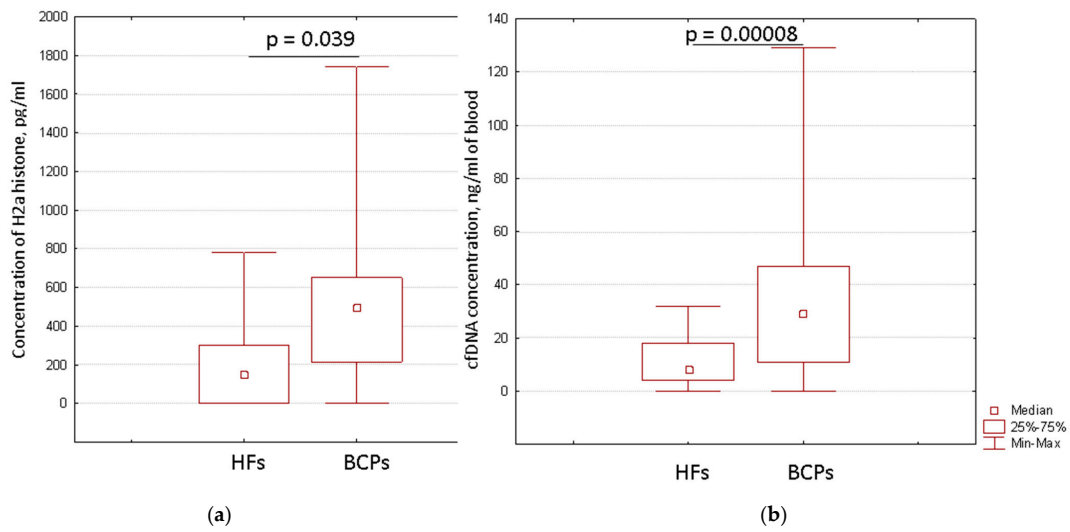 p = 0.039
Concentration of H2a histone, pg/ml
2000
1800
1600
1400
1200
1000
800
600
400
200
0
HFs BCPs
(a)
p = 0.00008
cfDNA concentration, ng/ml of blood
140
120
100
80
60
40
20
0
HFs BCPs
(b)
Median
25%-75%
Min-Max